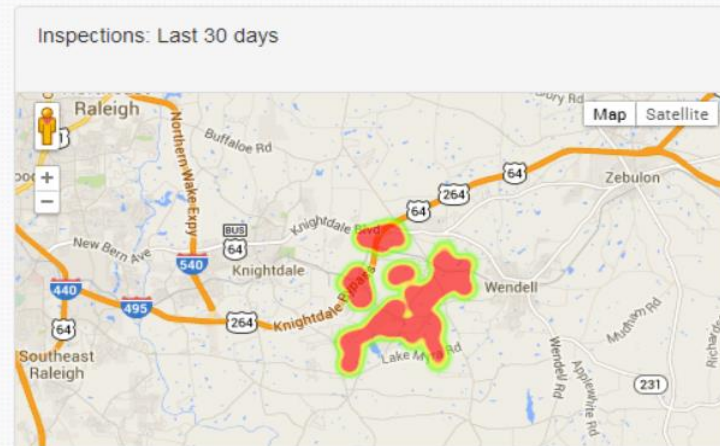 Inspections: Last 30 days
Raleigh
Buffaloe Rd
Northern Wake Expy
Map
Satellite
+
−
64
264
64
64
Zebulon
BUS
64
Knightdale Blvd
New Bern Ave
540
Knightdale
Wendell
440
495
264
Knightdale Bypass
64
Southeast
Raleigh
Lake Myra Rd
Wendell Rd
Applewhite Rd
Mudham Rd
231